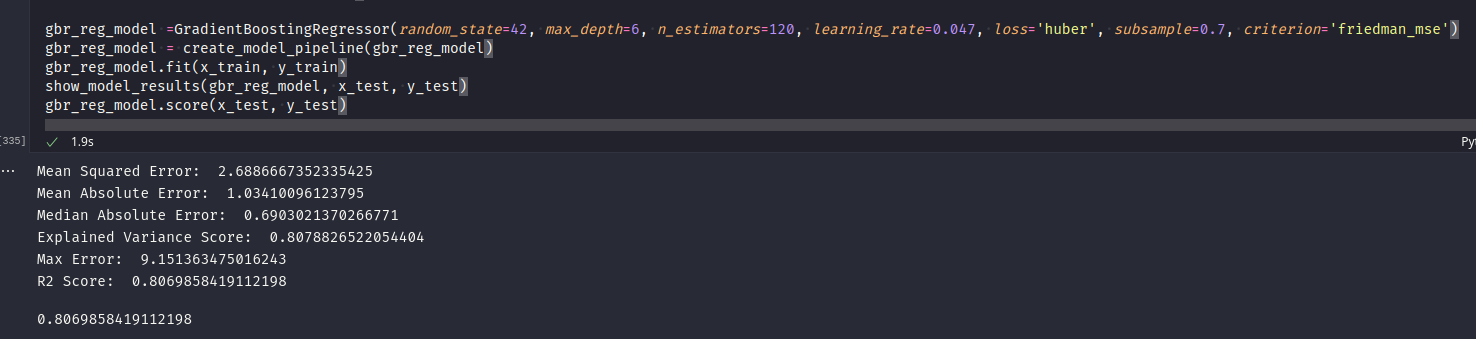 gbr_reg_model =GradientBoostingRegressor(random_state=42, max_depth=6, n_estimators=120, learning_rate=0.047, loss='huber', subsample=0.7, criterion='friedman_mse')
gbr_reg_model = create_model_pipeline(gbr_reg_model)
gbr_reg_model.fit(x_train, y_train)
show_model_results(gbr_reg_model, x_test, y_test)
gbr_reg_model.score(x_test, y_test)
[335] ✓ 1.9s
... Mean Squared Error:  2.6886667352335425
Mean Absolute Error:  1.03410096123795
Median Absolute Error:  0.6903021370266771
Explained Variance Score:  0.8078826522054404
Max Error:  9.151363475016243
R2 Score:  0.8069858419112198
0.8069858419112198